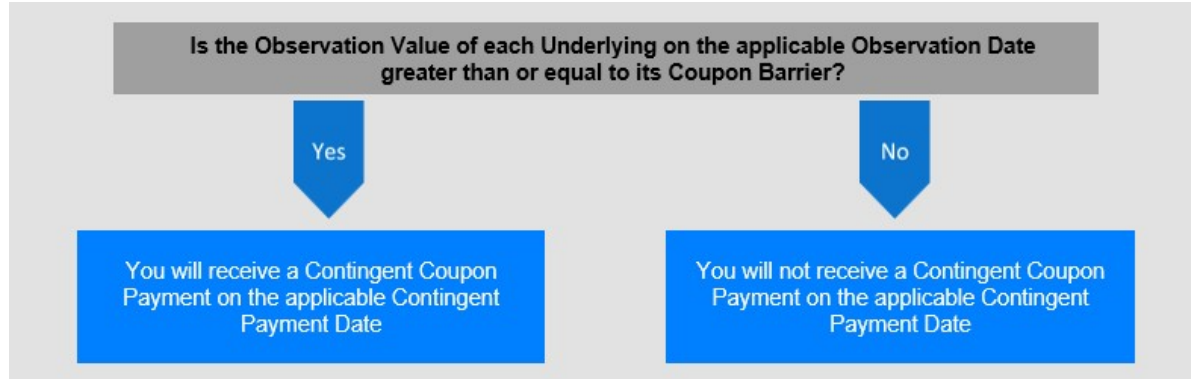 Is the Observation Value of each Underlying on the applicable Observation Date
greater than or equal to its Coupon Barrier?
Yes
No
You will receive a Contingent Coupon
Payment on the applicable Contingent
Payment Date
You will not receive a Contingent Coupon
Payment on the applicable Contingent
Payment Date